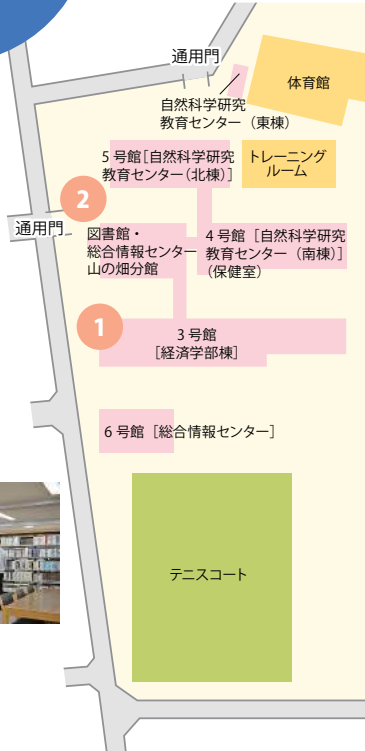 通用門
体育館
自然科学研究
教育センター（東棟）
5号館［自然科学研究
教育センター（北棟）］
トレーニング
ルーム
2
通用門
図書館・
総合情報センター
山の畑分館
4号館［自然科学研究
教育センター（南棟）］
（保健室）
1
3号館
［経済学部棟］
6号館［総合情報センター］
テニスコート